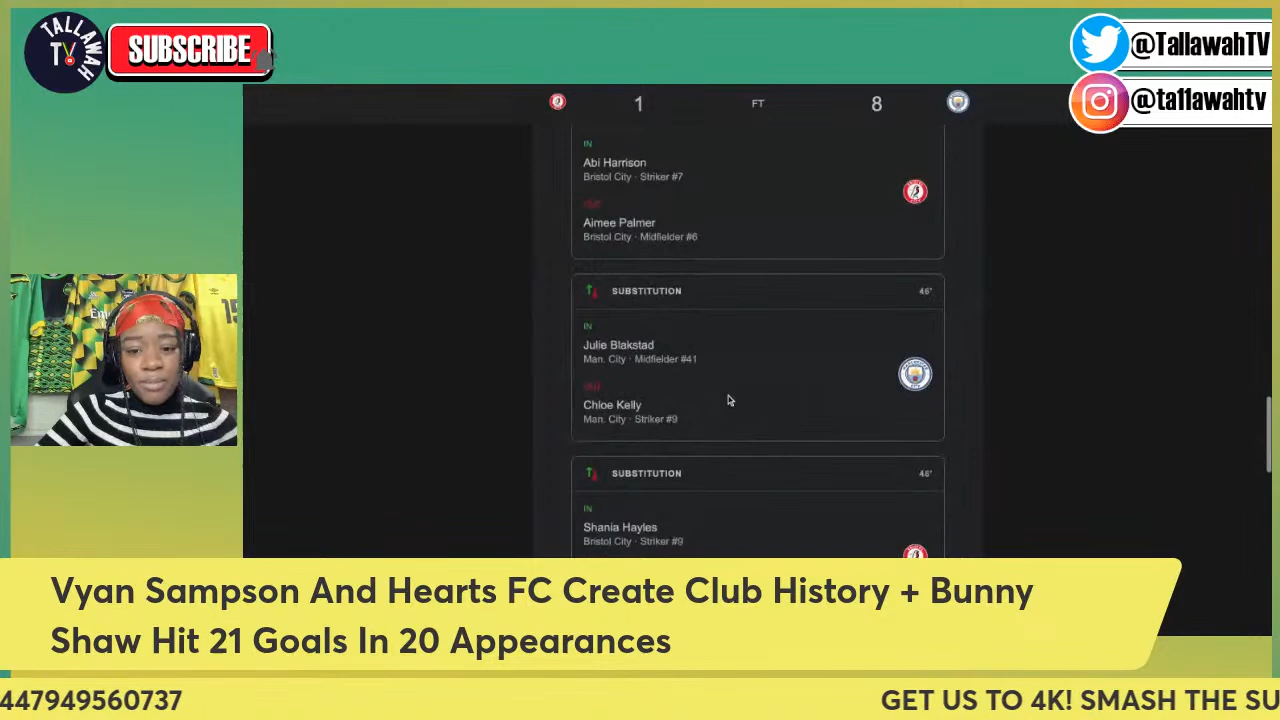 TALLAWAH
TV
SUBSCRIBE
@TallawahTV
@ta11awahtv
1
FT
8
IN
Abi Harrison
Bristol City · Striker #7
OUT
Aimee Palmer
Bristol City · Midfielder #6
SUBSTITUTION
46'
IN
Julie Blakstad
Man. City · Midfielder #41
OUT
Chloe Kelly
Man. City · Striker #9
SUBSTITUTION
46'
IN
Shania Hayles
Bristol City · Striker #9
Vyan Sampson And Hearts FC Create Club History + Bunny
Shaw Hit 21 Goals In 20 Appearances
447949560737
GET US TO 4K! SMASH THE SU